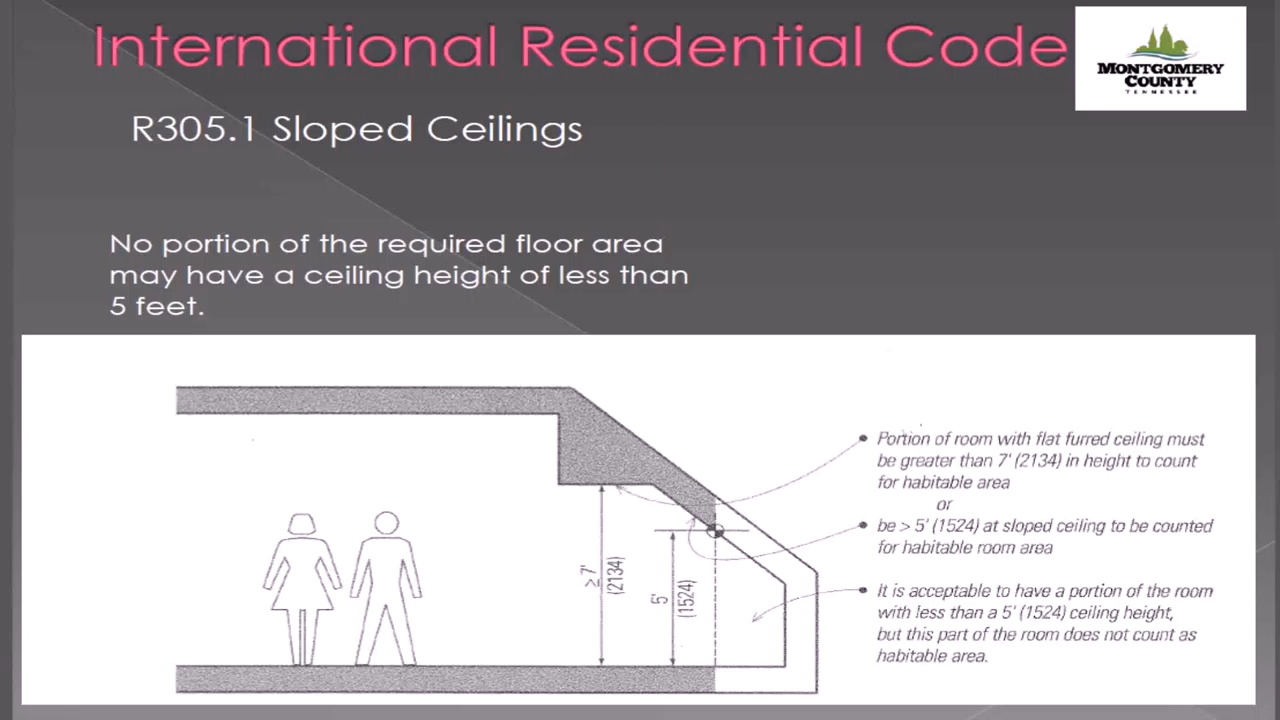 International Residential Code
MONTGOMERY
COUNTY
TENNESSEE
R305.1 Sloped Ceilings
No portion of the required floor area
may have a ceiling height of less than
5 feet.
Portion of room with flat furred ceiling must
be greater than 7' (2134) in height to count
for habitable area
or
be > 5' (1524) at sloped ceiling to be counted
for habitable room area
≥ 7'
(2134)
5'
(1524)
It is acceptable to have a portion of the room
with less than a 5' (1524) ceiling height,
but this part of the room does not count as
habitable area.